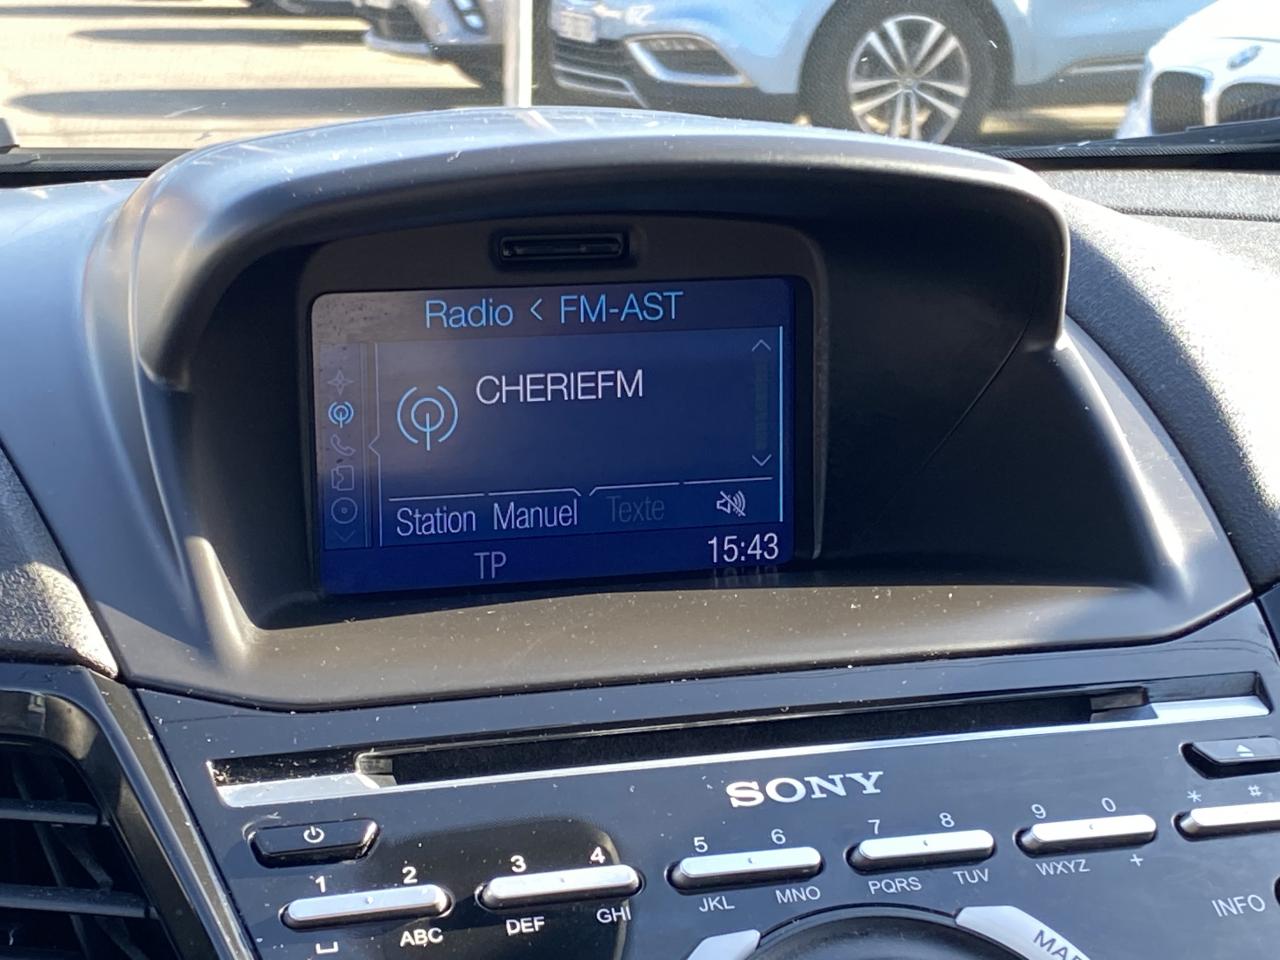 Radio < FM-AST
CHERIEFM
Station Manuel Texte
TP 15:43
SONY
1 2 3 4 5 6 7 8 9 0 * #
ABC DEF GHI JKL MNO PQRS TUV WXYZ +
INFO